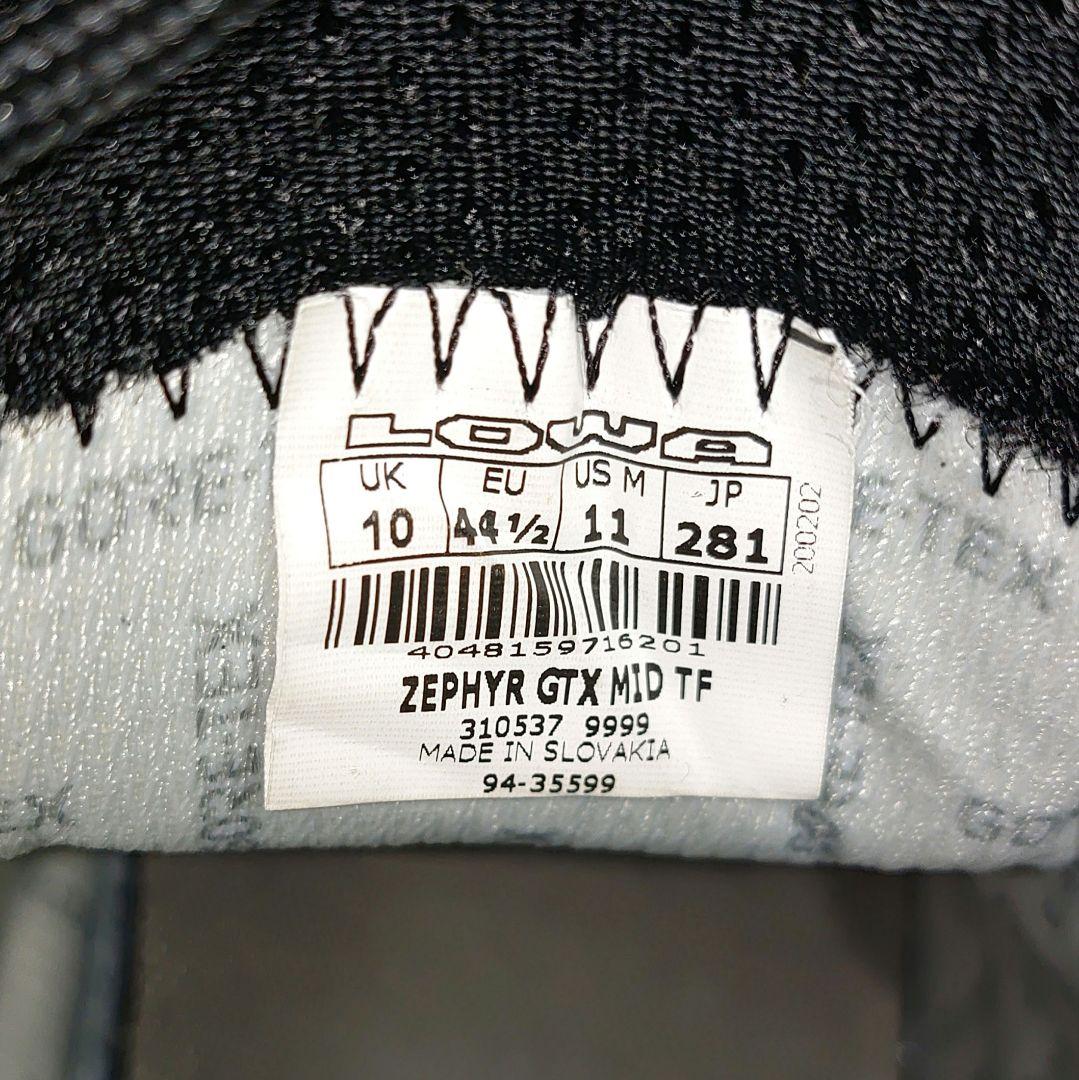 LOWA
UK EU US M JP
10 44 ½ 11 281
200202
4048159716201
ZEPHYR GTX MID TF
310537 9999
MADE IN SLOVAKIA
94-35599